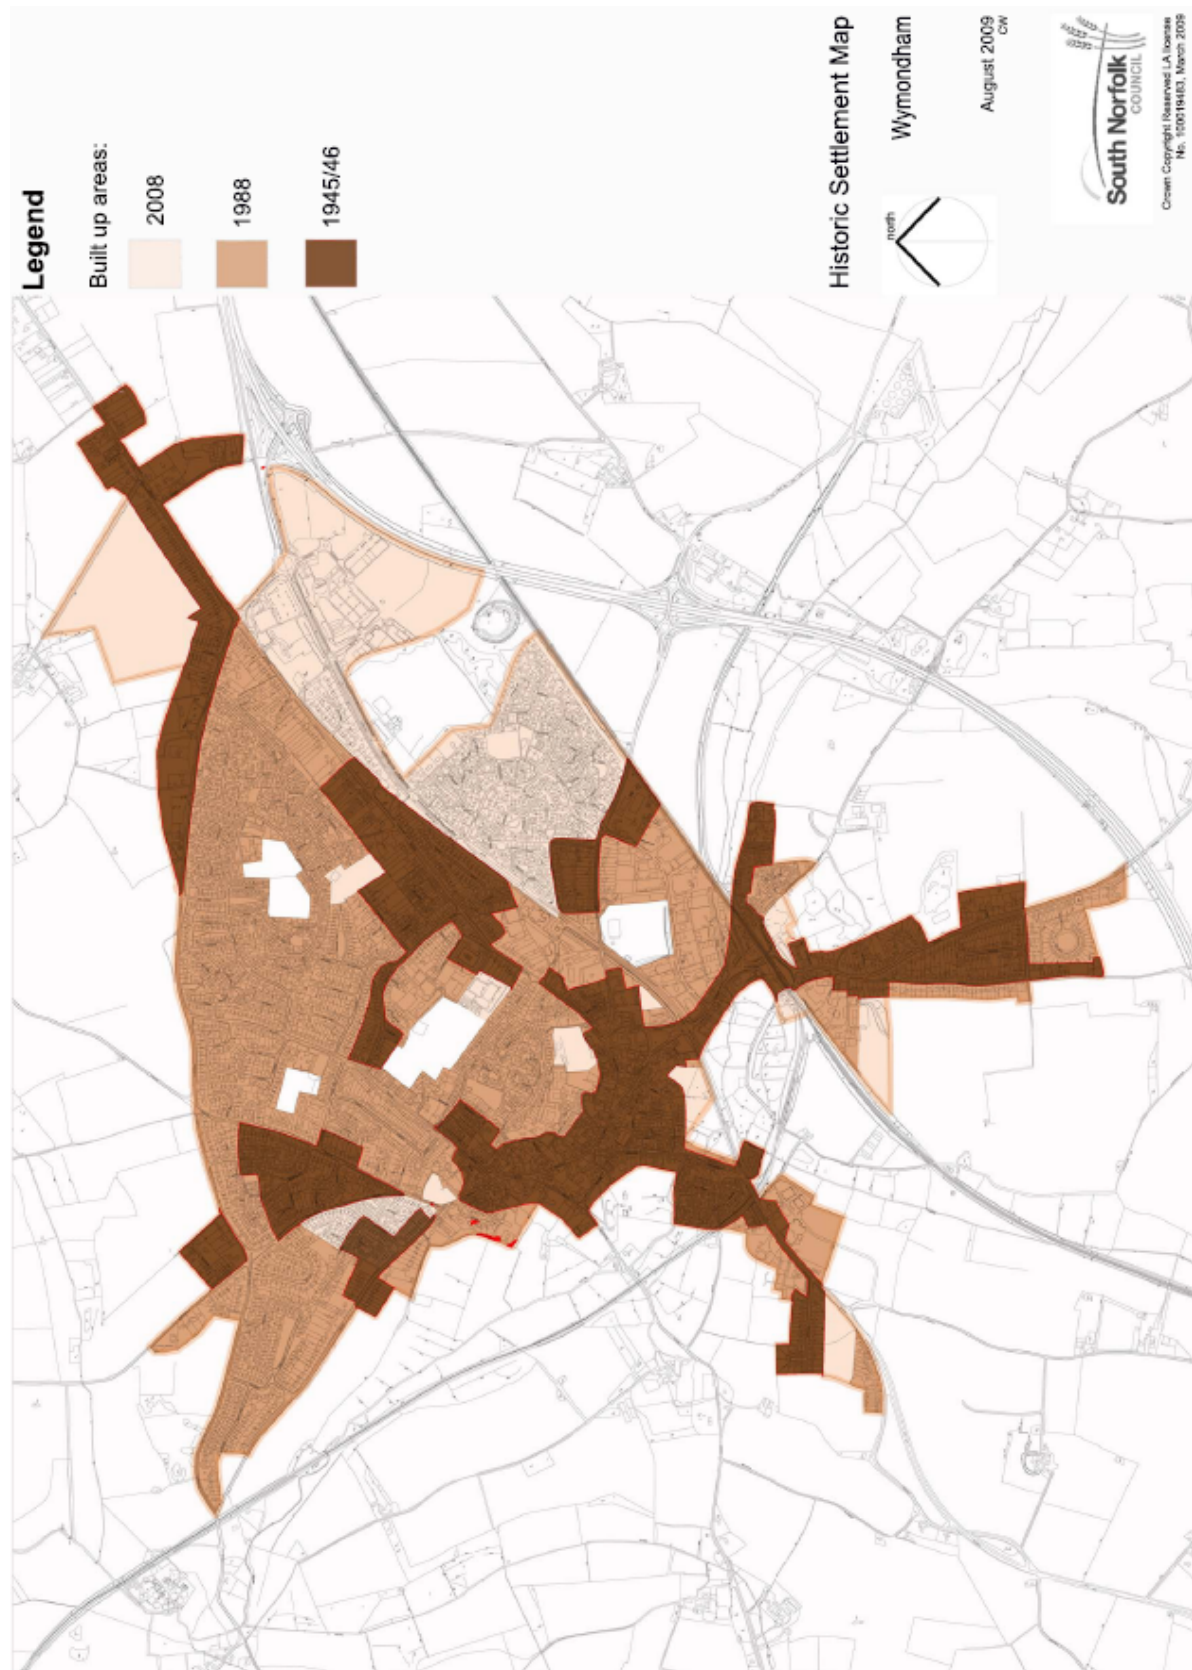 Legend
Built up areas:
2008
1988
1945/46
Historic Settlement Map
north
Wymondham
August 2009
CW
South Norfolk
COUNCIL
Crown Copyright Reserved LA license
No. 100019483, March 2009